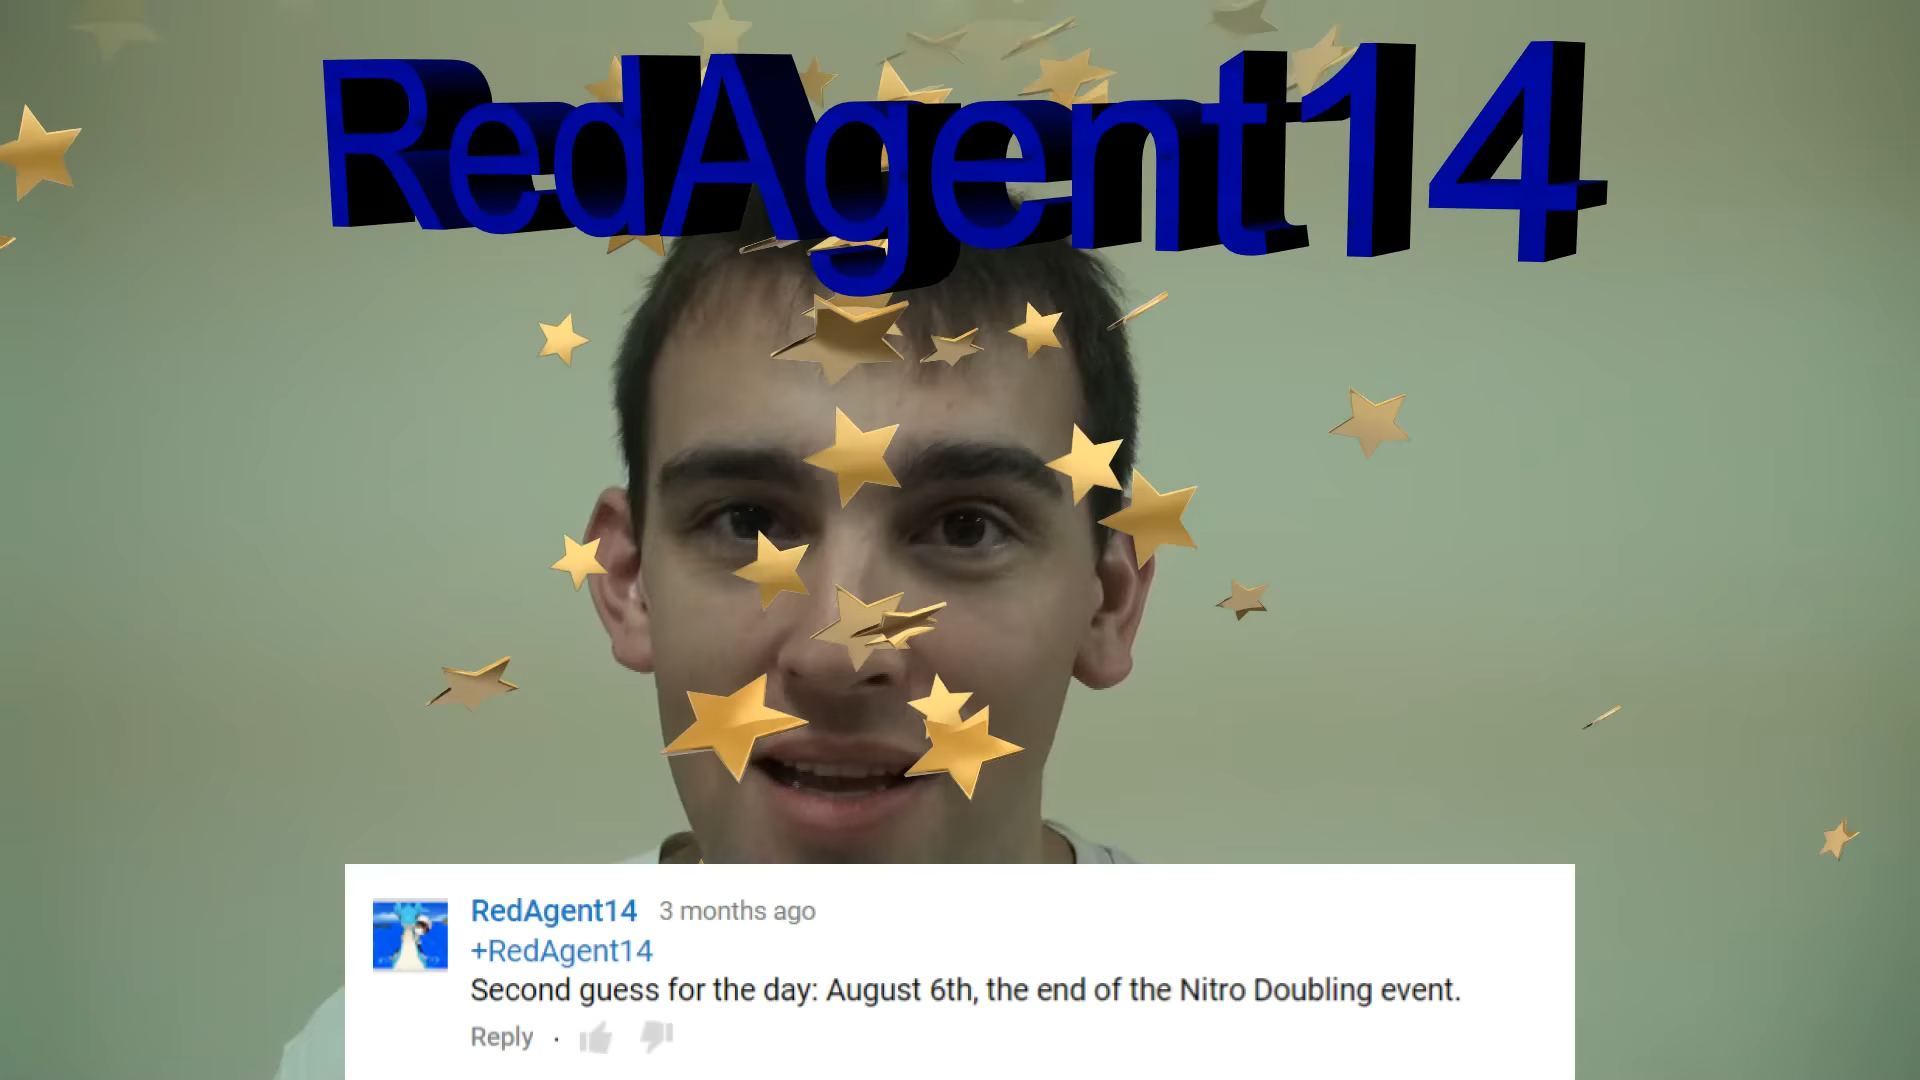 RedAgent14
RedAgent14 3 months ago
+RedAgent14
Second guess for the day: August 6th, the end of the Nitro Doubling event.
Reply ·